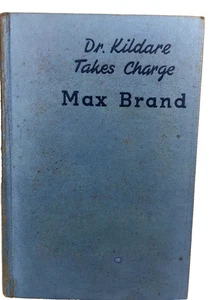 Dr. Kildare
Takes Charge
Max Brand